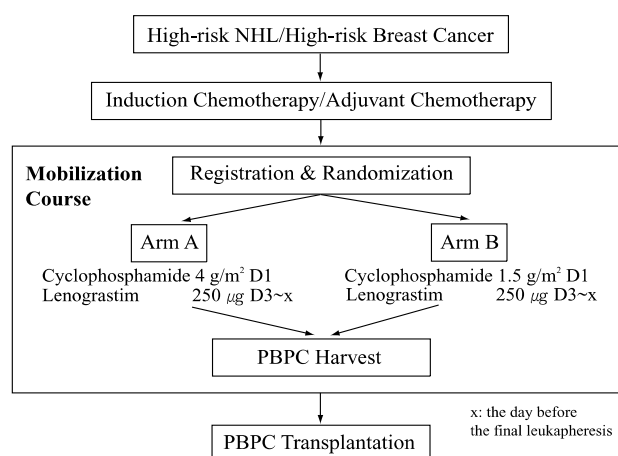 High-risk NHL/High-risk Breast Cancer
Induction Chemotherapy/Adjuvant Chemotherapy
Mobilization
Course
Registration & Randomization
Arm A
Cyclophosphamide 4 g/m² D1
Lenograstim 250 μg D3~x
Arm B
Cyclophosphamide 1.5 g/m² D1
Lenograstim 250 μg D3~x
PBPC Harvest
PBPC Transplantation
x: the day before
the final leukapheresis